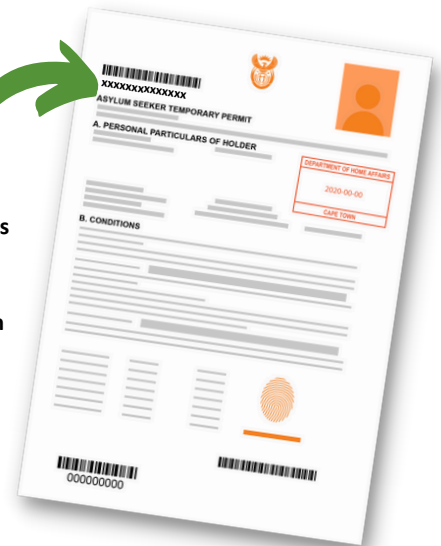 XXXXXXXXXXXXXX
ASYLUM SEEKER TEMPORARY PERMIT
A. PERSONAL PARTICULARS OF HOLDER
DEPARTMENT OF HOME AFFAIRS
2020-00-00
CAPE TOWN
s
B. CONDITIONS
n
000000000